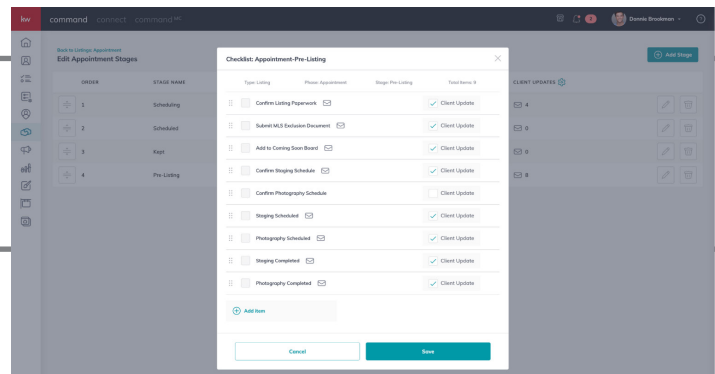 kw command connect command MC 3 Dennis Brookman
Back to Listings: Appointment
Edit Appointment Stages
Add Stage
ORDER STAGE NAME CLIENT UPDATES
1 Scheduling 4
2 Scheduled 0
3 Kept 0
4 Pre-Listing 8
Checklist: Appointment-Pre-Listing
Type: Listing Phase: Appointment Stage: Pre-Listing Total Items: 9
Confirm Listing Paperwork Client Update
Submit MLS Exclusion Document Client Update
Add to Coming Soon Board Client Update
Confirm Staging Schedule Client Update
Confirm Photography Schedule Client Update
Staging Scheduled Client Update
Photography Scheduled Client Update
Staging Completed Client Update
Photography Completed Client Update
Add Item
Cancel Save